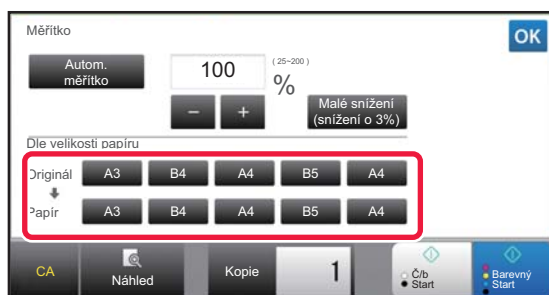 Měřítko
OK
Autom.
měřítko
100
(25~200)
%
−
+
Malé snížení
(snížení o 3%)
Dle velikosti papíru
Originál
A3
B4
A4
B5
A4
Papír
A3
B4
A4
B5
A4
CA
Náhled
Kopie
1
Č/b
Start
Barevný
Start